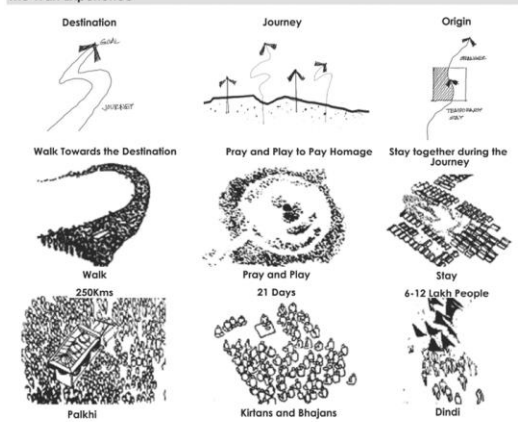 Destination
Journey
Origin
GOAL
JOURNEY
Walk Towards the Destination
Pray and Play to Pay Homage
Stay together during the
Journey
Walk
Pray and Play
Stay
250Kms
21 Days
6-12 Lakh People
Palkhi
Kirtans and Bhajans
Dindi